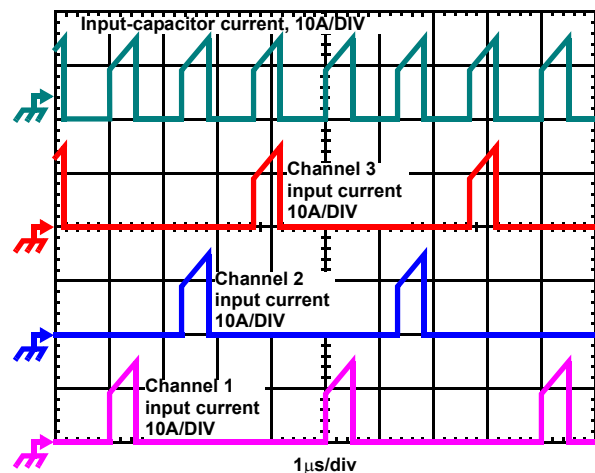 Input-capacitor current, 10A/DIV
Channel 3
input current
10A/DIV
Channel 2
input current
10A/DIV
Channel 1
input current
10A/DIV
1μs/div